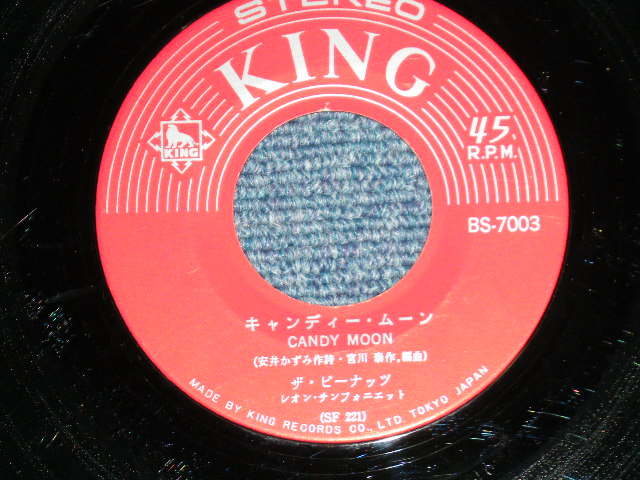 STEREO
KING
KING
45.
R.P.M.
BS-7003
キャンディー・ムーン
CANDY MOON
(安井かずみ作詩・宮川 泰作,編曲)
ザ・ピーナッツ
レオン・サンフォニエット
(SF 221)
MADE BY KING RECORDS CO., LTD. TOKYO JAPAN